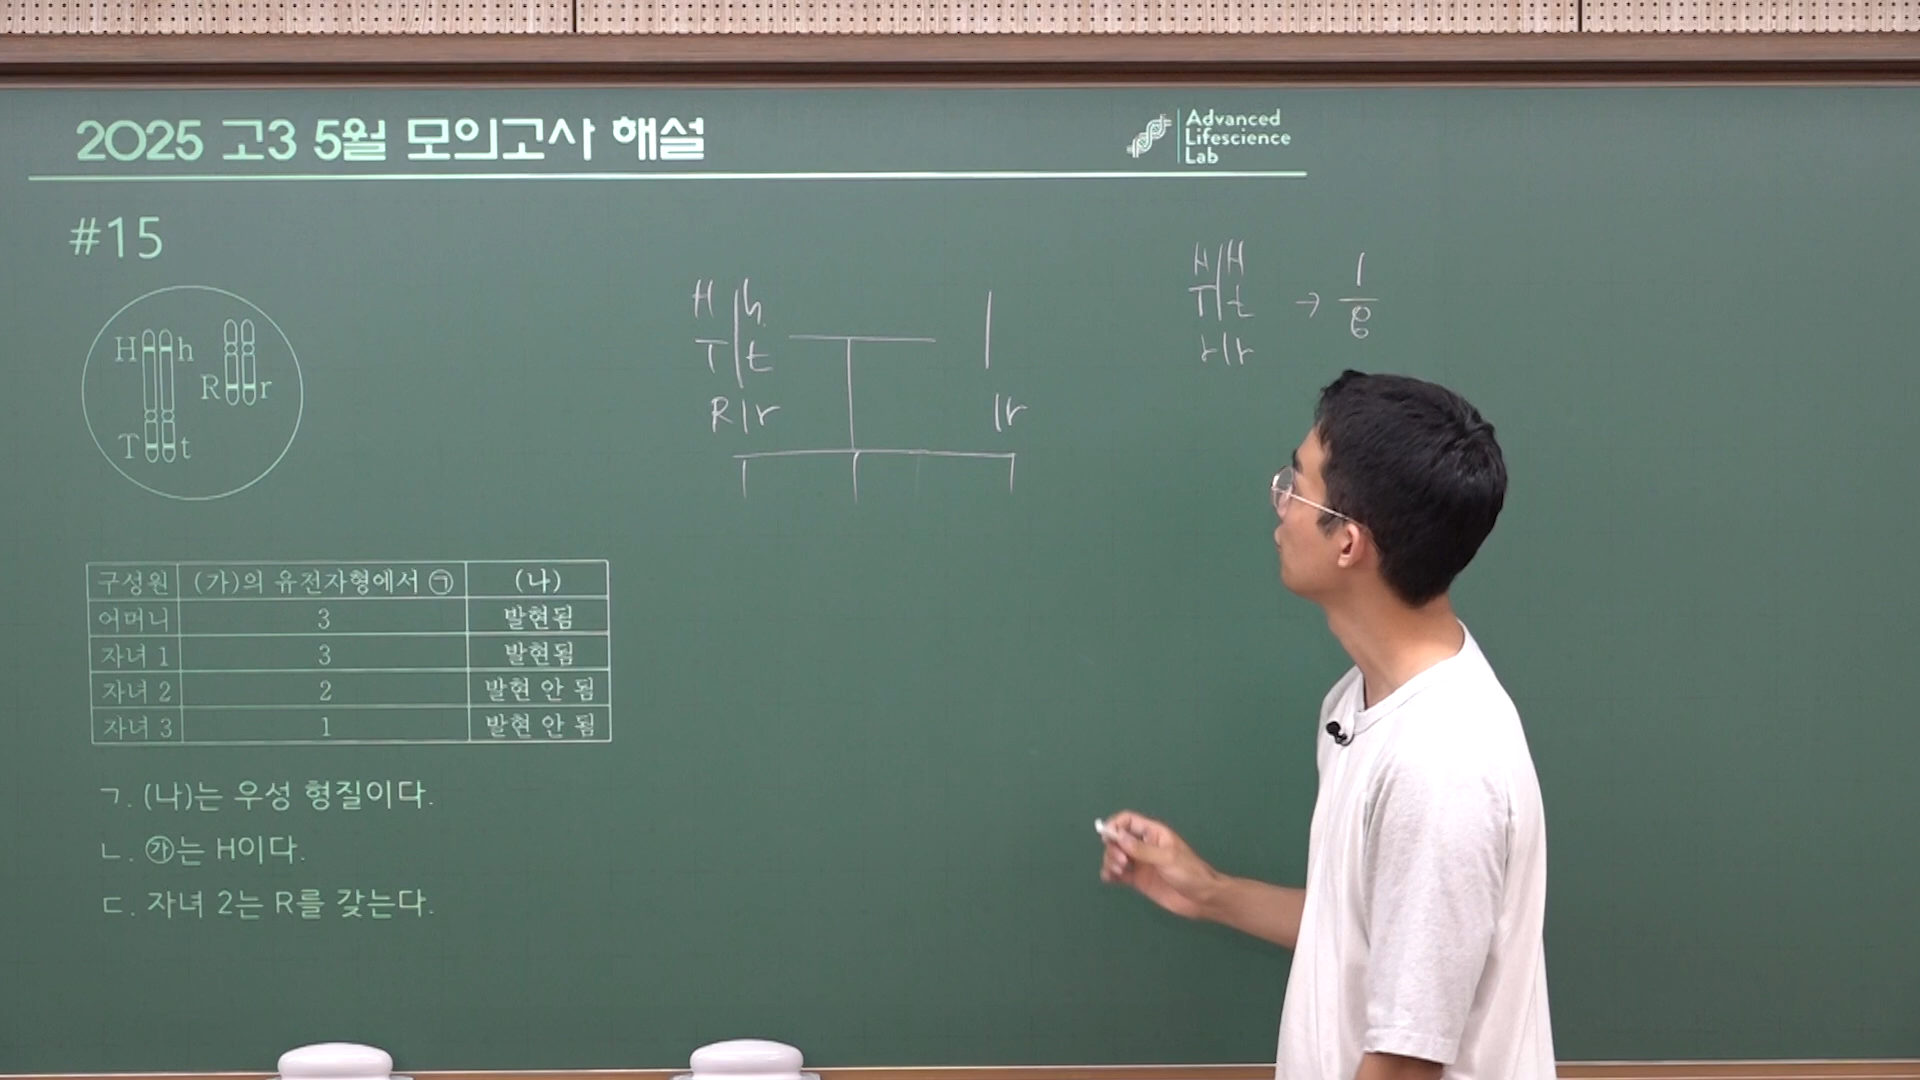 2025 고3 5월 모의고사 해설
Advanced
Lifescience
Lab
#15
H h
R r
T t
H h
T t
R r
r
H H
T t
r r
→ 1/8
구성원 (가)의 유전자형에서 ㉠ (나)
어머니 3 발현됨
자녀 1 3 발현됨
자녀 2 2 발현 안 됨
자녀 3 1 발현 안 됨
ㄱ. (나)는 우성 형질이다.
ㄴ. ㉮는 H이다.
ㄷ. 자녀 2는 R를 갖는다.